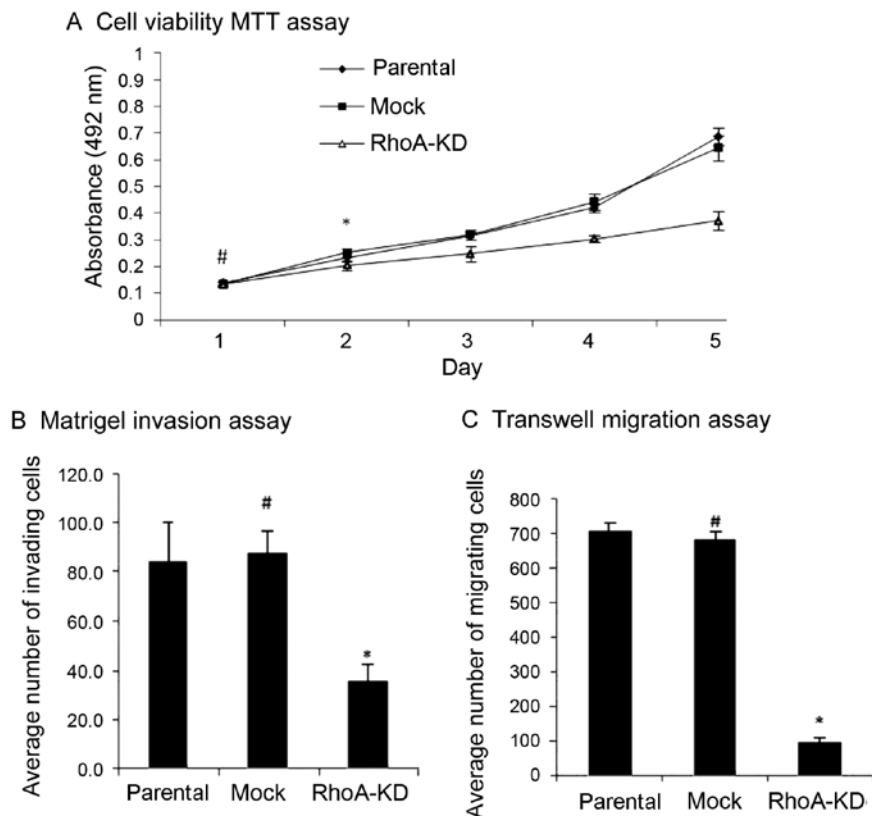 A Cell viability MTT assay
Absorbance (492 nm)
1
0.9
0.8
0.7
0.6
0.5
0.4
0.3
0.2
0.1
0
Parental
Mock
RhoA-KD
#
*
1 2 3 4 5
Day
B Matrigel invasion assay
Average number of invading cells
120.0
100.0
80.0
60.0
40.0
20.0
0.0
#
*
Parental Mock RhoA-KD
C Transwell migration assay
Average number of migrating cells
800
700
600
500
400
300
200
100
0
#
*
Parental Mock RhoA-KD